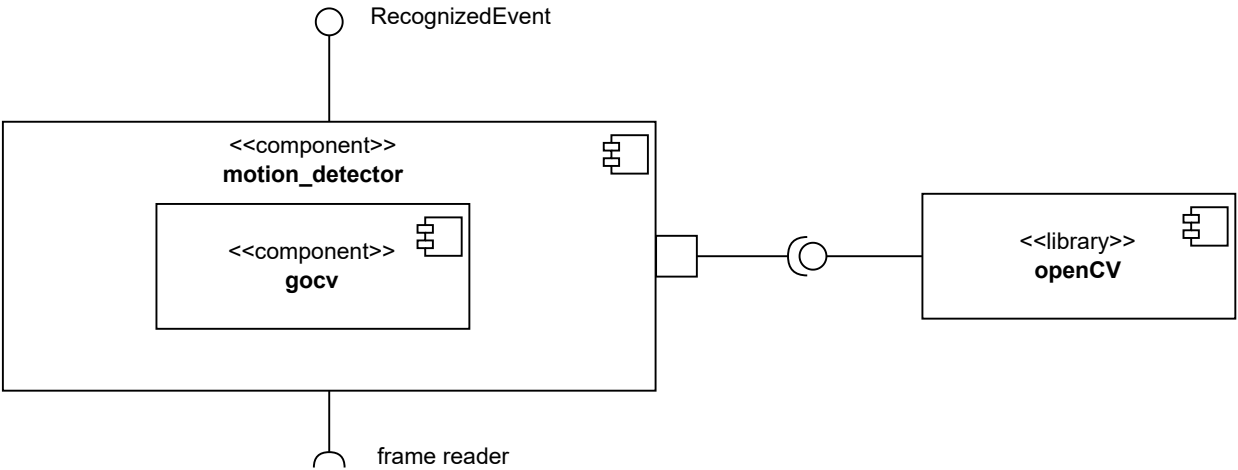 RecognizedEvent
<<component>>
motion_detector
<<component>>
gocv
<<library>>
openCV
frame reader